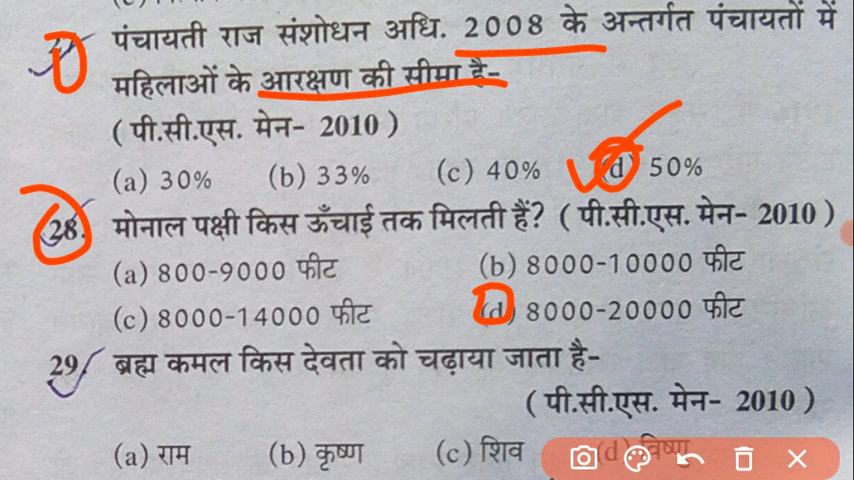 पंचायती राज संशोधन अधि. 2008 के अन्तर्गत पंचायतों में
महिलाओं के आरक्षण की सीमा है-
( पी.सी.एस. मेन- 2010 )
(a) 30% (b) 33% (c) 40% (d) 50%
28. मोनाल पक्षी किस ऊँचाई तक मिलती हैं? ( पी.सी.एस. मेन- 2010 )
(a) 800-9000 फीट (b) 8000-10000 फीट
(c) 8000-14000 फीट (d) 8000-20000 फीट
29. ब्रह्म कमल किस देवता को चढ़ाया जाता है-
( पी.सी.एस. मेन- 2010 )
(a) राम (b) कृष्ण (c) शिव (d) विष्णु